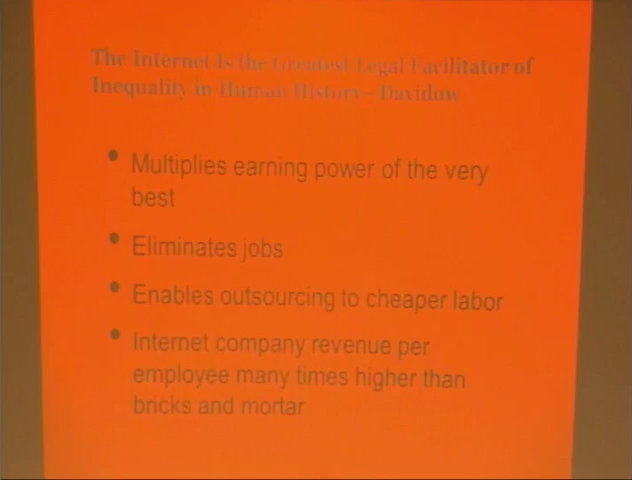 The Internet Is the Greatest Legal Facilitator of
Inequality in Human History – Davidow
• Multiplies earning power of the very
best
• Eliminates jobs
• Enables outsourcing to cheaper labor
• Internet company revenue per
employee many times higher than
bricks and mortar